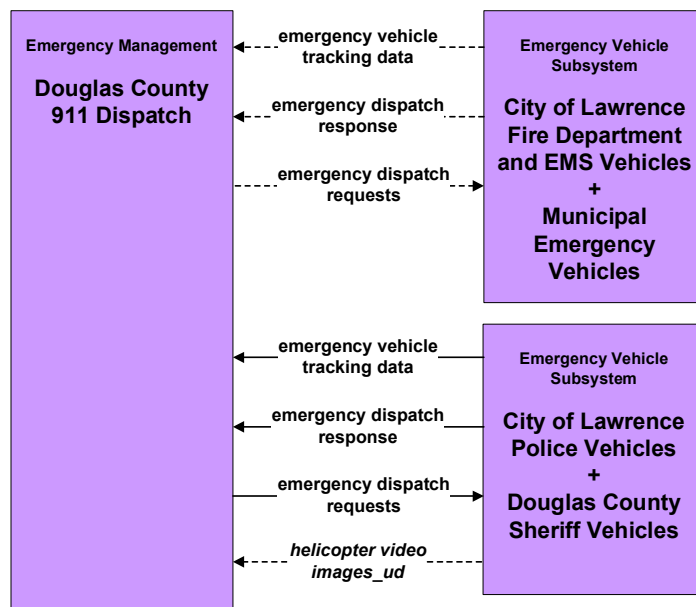 Emergency Management
Douglas County
911 Dispatch
emergency vehicle
tracking data
emergency dispatch
response
emergency dispatch
requests
Emergency Vehicle
Subsystem
City of Lawrence
Fire Department
and EMS Vehicles
+
Municipal
Emergency
Vehicles
emergency vehicle
tracking data
emergency dispatch
response
emergency dispatch
requests
helicopter video
images_ud
Emergency Vehicle
Subsystem
City of Lawrence
Police Vehicles
+
Douglas County
Sheriff Vehicles